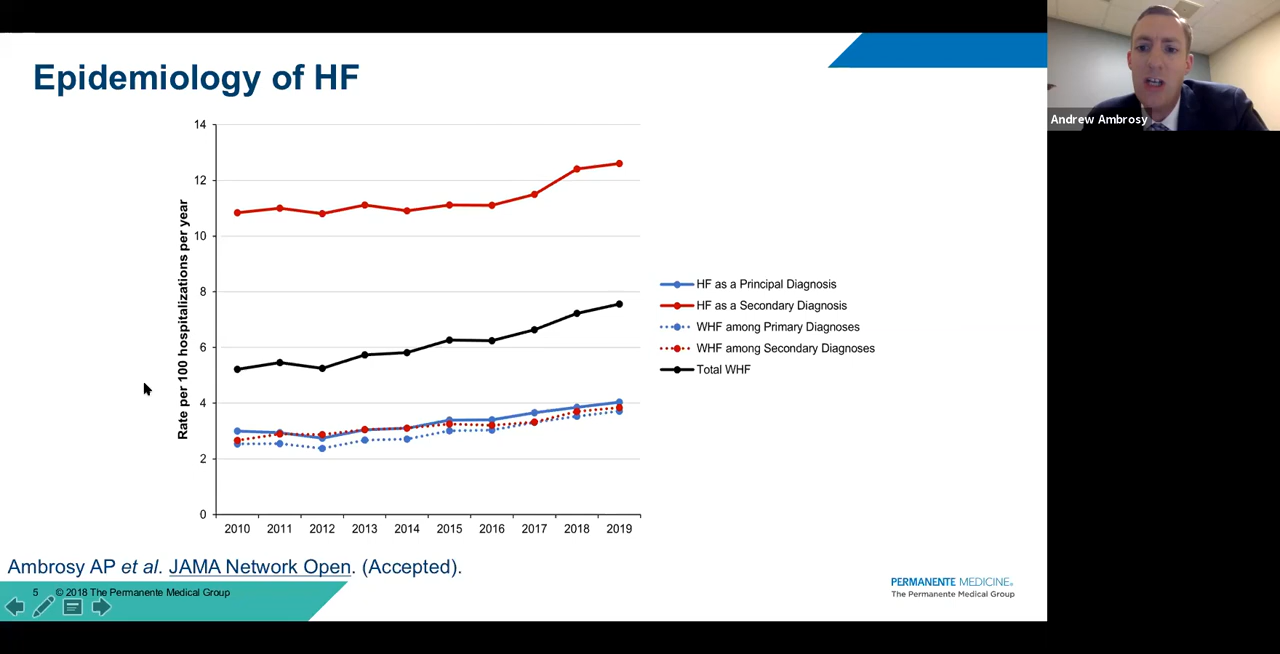 Epidemiology of HF
Andrew Ambrosy
Rate per 100 hospitalizations per year
14
12
10
8
6
4
2
0
2010 2011 2012 2013 2014 2015 2016 2017 2018 2019
HF as a Principal Diagnosis
HF as a Secondary Diagnosis
WHF among Primary Diagnoses
WHF among Secondary Diagnoses
Total WHF
Ambrosy AP et al. JAMA Network Open. (Accepted).
5 © 2018 The Permanente Medical Group
PERMANENTE MEDICINE®
The Permanente Medical Group